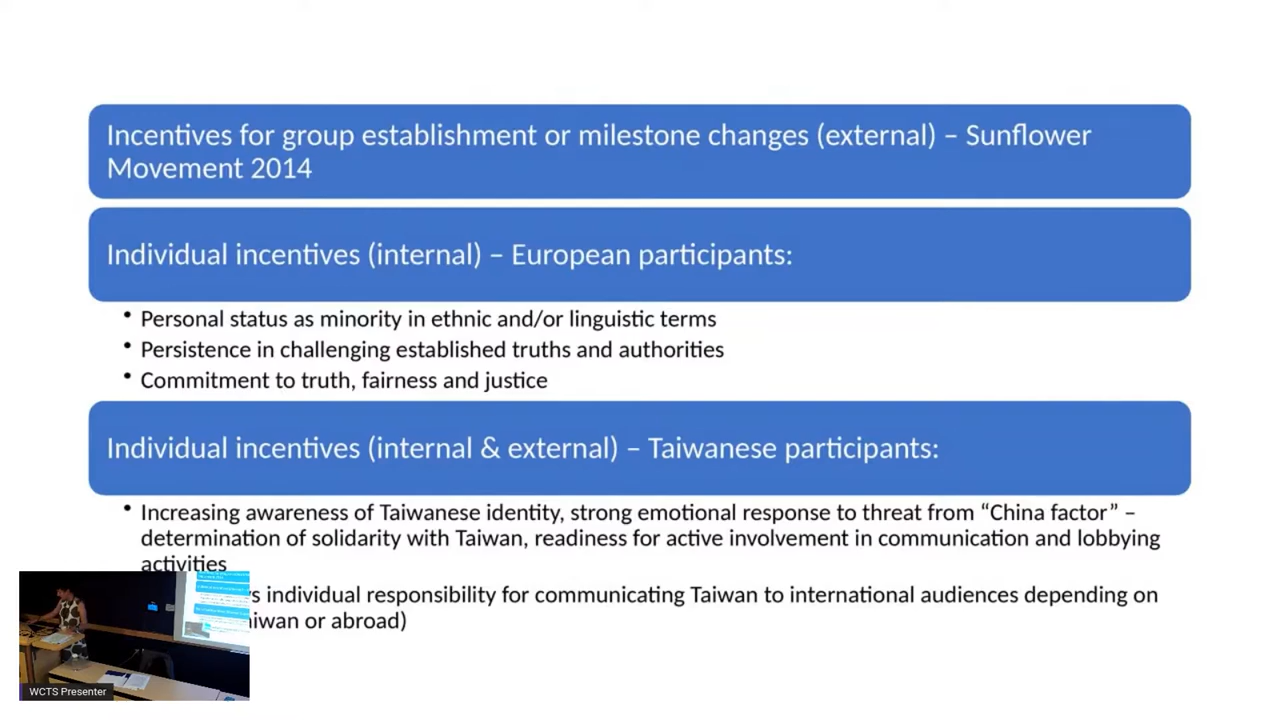 Incentives for group establishment or milestone changes (external) – Sunflower
Movement 2014
Individual incentives (internal) – European participants:
• Personal status as minority in ethnic and/or linguistic terms
• Persistence in challenging established truths and authorities
• Commitment to truth, fairness and justice
Individual incentives (internal & external) – Taiwanese participants:
• Increasing awareness of Taiwanese identity, strong emotional response to threat from “China factor” –
determination of solidarity with Taiwan, readiness for active involvement in communication and lobbying
activities
individual responsibility for communicating Taiwan to international audiences depending on
or abroad)
WCTS Presenter